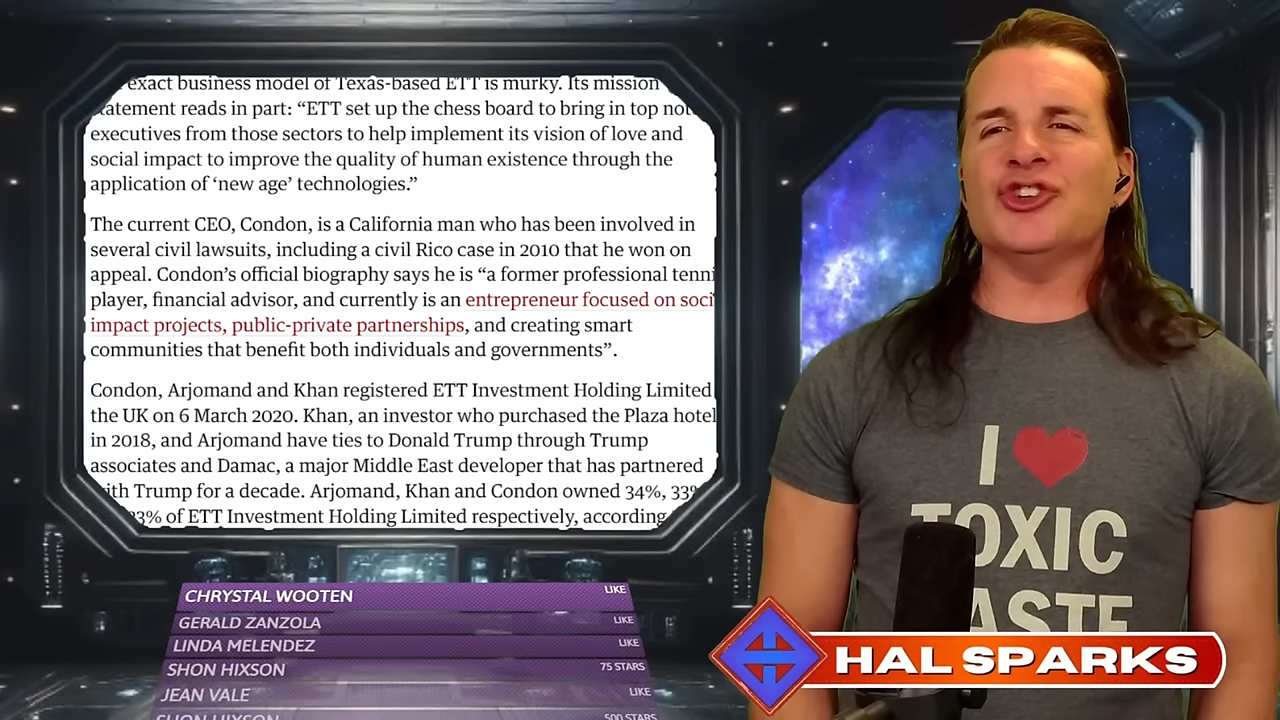 exact business model of Texas-based ETT is murky. Its mission
tatement reads in part: “ETT set up the chess board to bring in top not
executives from those sectors to help implement its vision of love and
social impact to improve the quality of human existence through the
application of ‘new age’ technologies.”
The current CEO, Condon, is a California man who has been involved in
several civil lawsuits, including a civil Rico case in 2010 that he won on
appeal. Condon’s official biography says he is “a former professional tenni
player, financial advisor, and currently is an entrepreneur focused on soci
impact projects, public-private partnerships, and creating smart
communities that benefit both individuals and governments”.
Condon, Arjomand and Khan registered ETT Investment Holding Limited
the UK on 6 March 2020. Khan, an investor who purchased the Plaza hotel
in 2018, and Arjomand have ties to Donald Trump through Trump
associates and Damac, a major Middle East developer that has partnered
ith Trump for a decade. Arjomand, Khan and Condon owned 34%, 33%
33% of ETT Investment Holding Limited respectively, according
CHRYSTAL WOOTEN LIKE
GERALD ZANZOLA LIKE
LINDA MELENDEZ LIKE
SHON HIXSON 75 STARS
JEAN VALE LIKE
SHON HIXSON 500 STARS
I
TOXIC
ASTE
HAL SPARKS